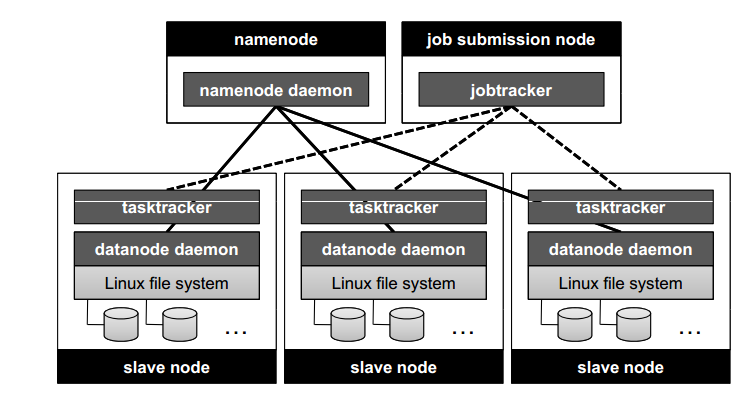 namenode
job submission node
namenode daemon
jobtracker
tasktracker
tasktracker
tasktracker
datanode daemon
datanode daemon
datanode daemon
Linux file system
Linux file system
Linux file system
...
...
...
slave node
slave node
slave node